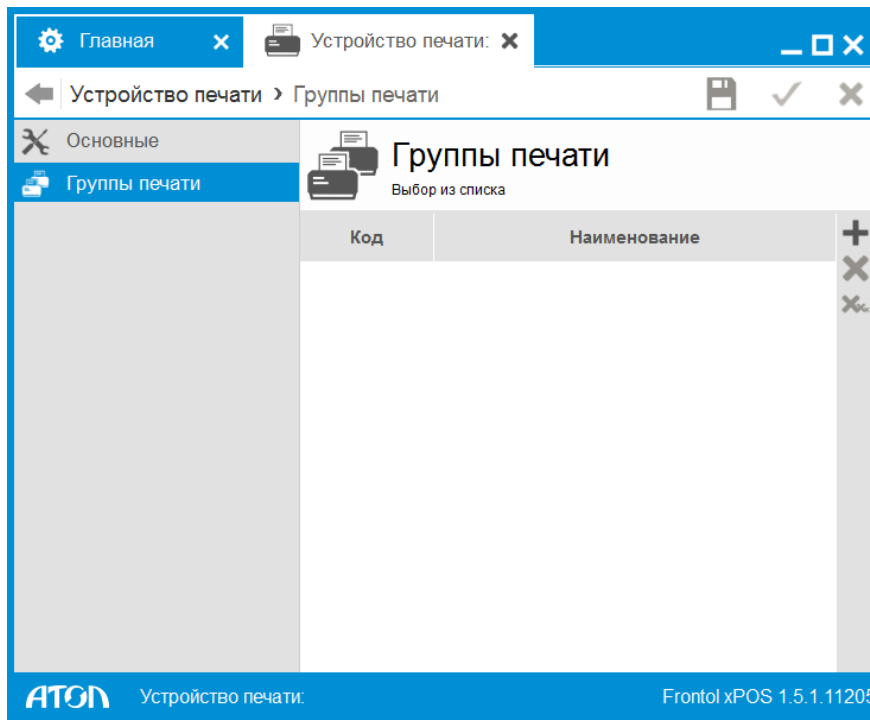 Главная
Устройство печати:
Устройство печати › Группы печати
Основные
Группы печати
Группы печати
Выбор из списка
Код Наименование
АТОЛ Устройство печати: Frontol xPOS 1.5.1.11205